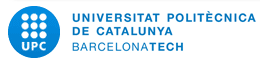 UPC
UNIVERSITAT POLITÈCNICA
DE CATALUNYA
BARCELONATECH